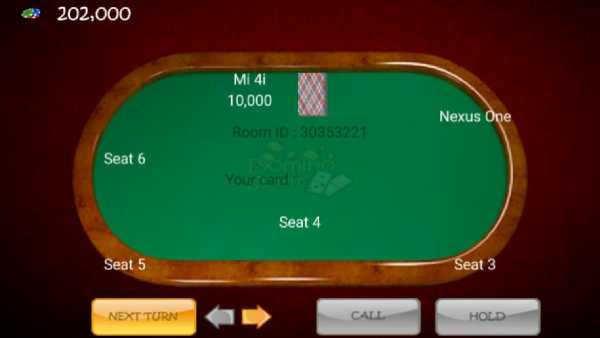 202,000
Mi 4i
10,000
Nexus One
Room ID : 30353221
Seat 6
Your card :
Seat 4
Seat 5
Seat 3
NEXT TURN
CALL
HOLD